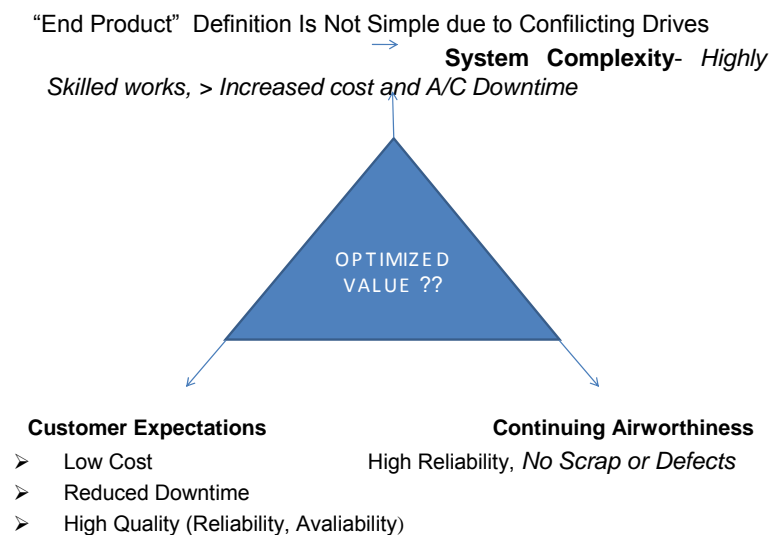 “End Product” Definition Is Not Simple due to Confilicting Drives
System Complexity- Highly
Skilled works, > Increased cost and A/C Downtime
OPTIMIZED
VALUE ??
Customer Expectations
➢ Low Cost
➢ Reduced Downtime
➢ High Quality (Reliability, Avaliability)
Continuing Airworthiness
High Reliability, No Scrap or Defects